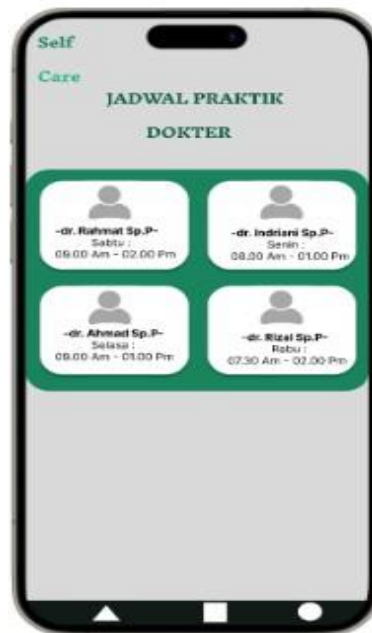 Self
Care
JADWAL PRAKTIK
DOKTER
-dr. Rahmat Sp.P-
Sabtu :
09.00 Am - 02.00 Pm
-dr. Indriani Sp.P-
Senin :
08.00 Am - 01.00 Pm
-dr. Ahmad Sp.P-
Selasa :
09.00 Am - 01.00 Pm
-dr. Rizal Sp.P-
Rabu :
07.30 Am - 02.00 Pm